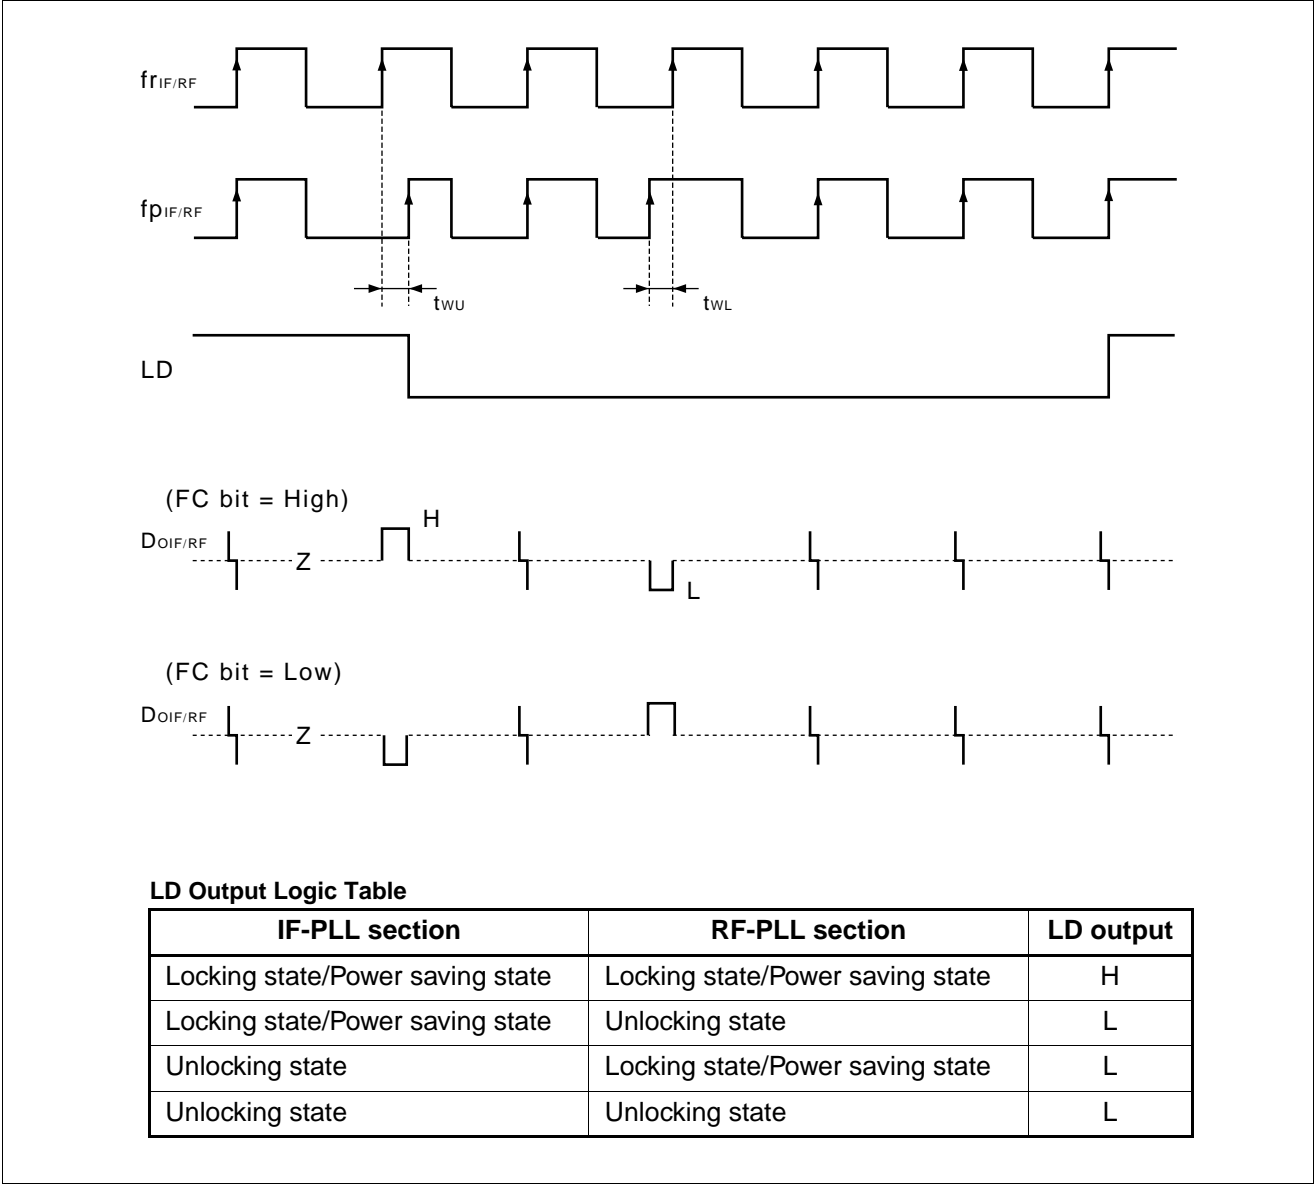 frIF/RF
fpIF/RF
tWU
tWL
LD
(FC bit = High)
H
DOIF/RF
Z
L
(FC bit = Low)
DOIF/RF
Z
LD Output Logic Table
IF-PLL section RF-PLL section LD output
Locking state/Power saving state Locking state/Power saving state H
Locking state/Power saving state Unlocking state L
Unlocking state Locking state/Power saving state L
Unlocking state Unlocking state L